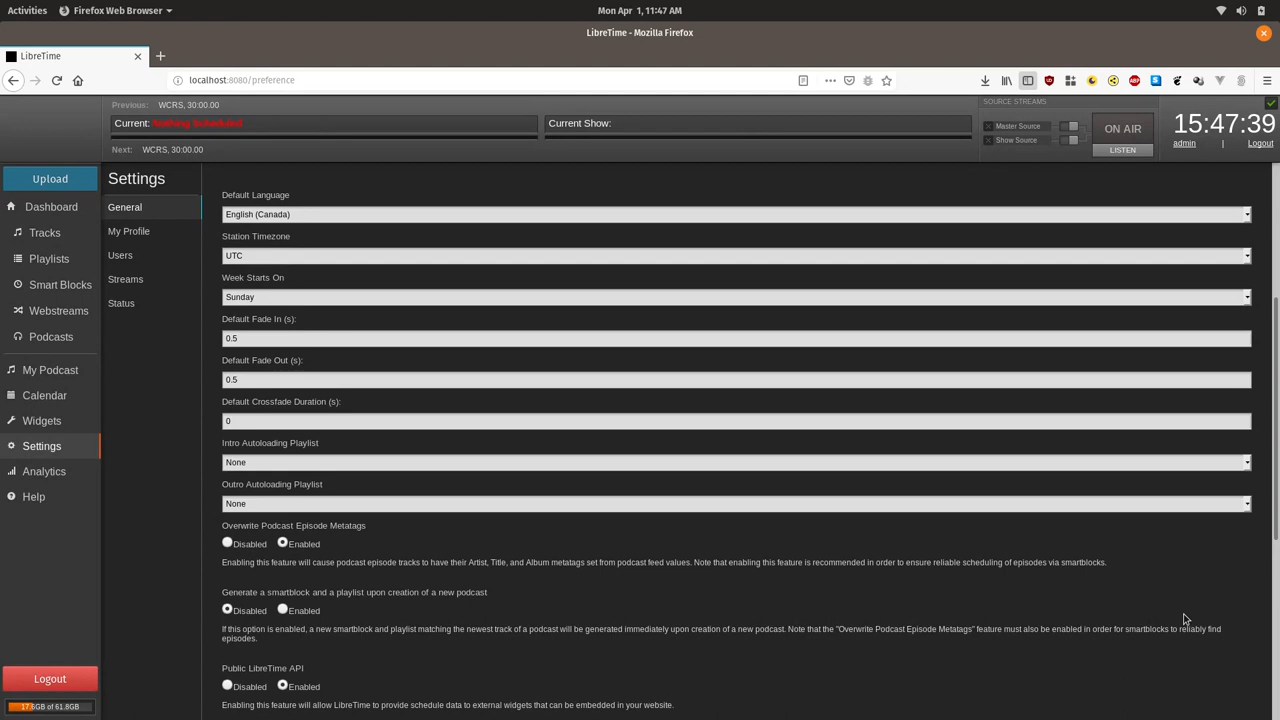 Activities
Firefox Web Browser
Mon Apr 1, 11:47 AM
LibreTime - Mozilla Firefox
LibreTime
localhost:8080/preference
Previous: WCRS, 30:00.00
Current: Nothing Scheduled
Next: WCRS, 30:00.00
Current Show:
SOURCE STREAMS
Master Source
Show Source
ON AIR
LISTEN
15:47:39
admin | Logout
Upload
Dashboard
Tracks
Playlists
Smart Blocks
Webstreams
Podcasts
My Podcast
Calendar
Widgets
Settings
Analytics
Help
Logout
17.6GB of 61.8GB
Settings
General
My Profile
Users
Streams
Status
Default Language
English (Canada)
Station Timezone
UTC
Week Starts On
Sunday
Default Fade In (s):
0.5
Default Fade Out (s):
0.5
Default Crossfade Duration (s):
0
Intro Autoloading Playlist
None
Outro Autoloading Playlist
None
Overwrite Podcast Episode Metatags
Disabled Enabled
Enabling this feature will cause podcast episode tracks to have their Artist, Title, and Album metatags set from podcast feed values. Note that enabling this feature is recommended in order to ensure reliable scheduling of episodes via smartblocks.
Generate a smartblock and a playlist upon creation of a new podcast
Disabled Enabled
If this option is enabled, a new smartblock and playlist matching the newest track of a podcast will be generated immediately upon creation of a new podcast. Note that the "Overwrite Podcast Episode Metatags" feature must also be enabled in order for smartblocks to reliably find
episodes.
Public LibreTime API
Disabled Enabled
Enabling this feature will allow LibreTime to provide schedule data to external widgets that can be embedded in your website.